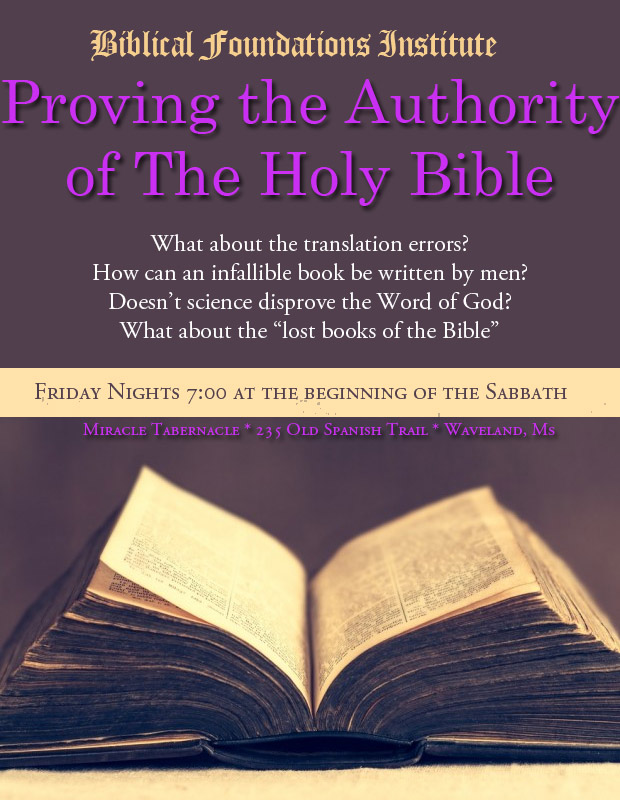 Biblical Foundations Institute
Proving the Authority
of The Holy Bible
What about the translation errors?
How can an infallible book be written by men?
Doesn't science disprove the Word of God?
What about the “lost books of the Bible”
Friday Nights 7:00 at the beginning of the Sabbath
Miracle Tabernacle * 235 Old Spanish Trail * Waveland, Ms